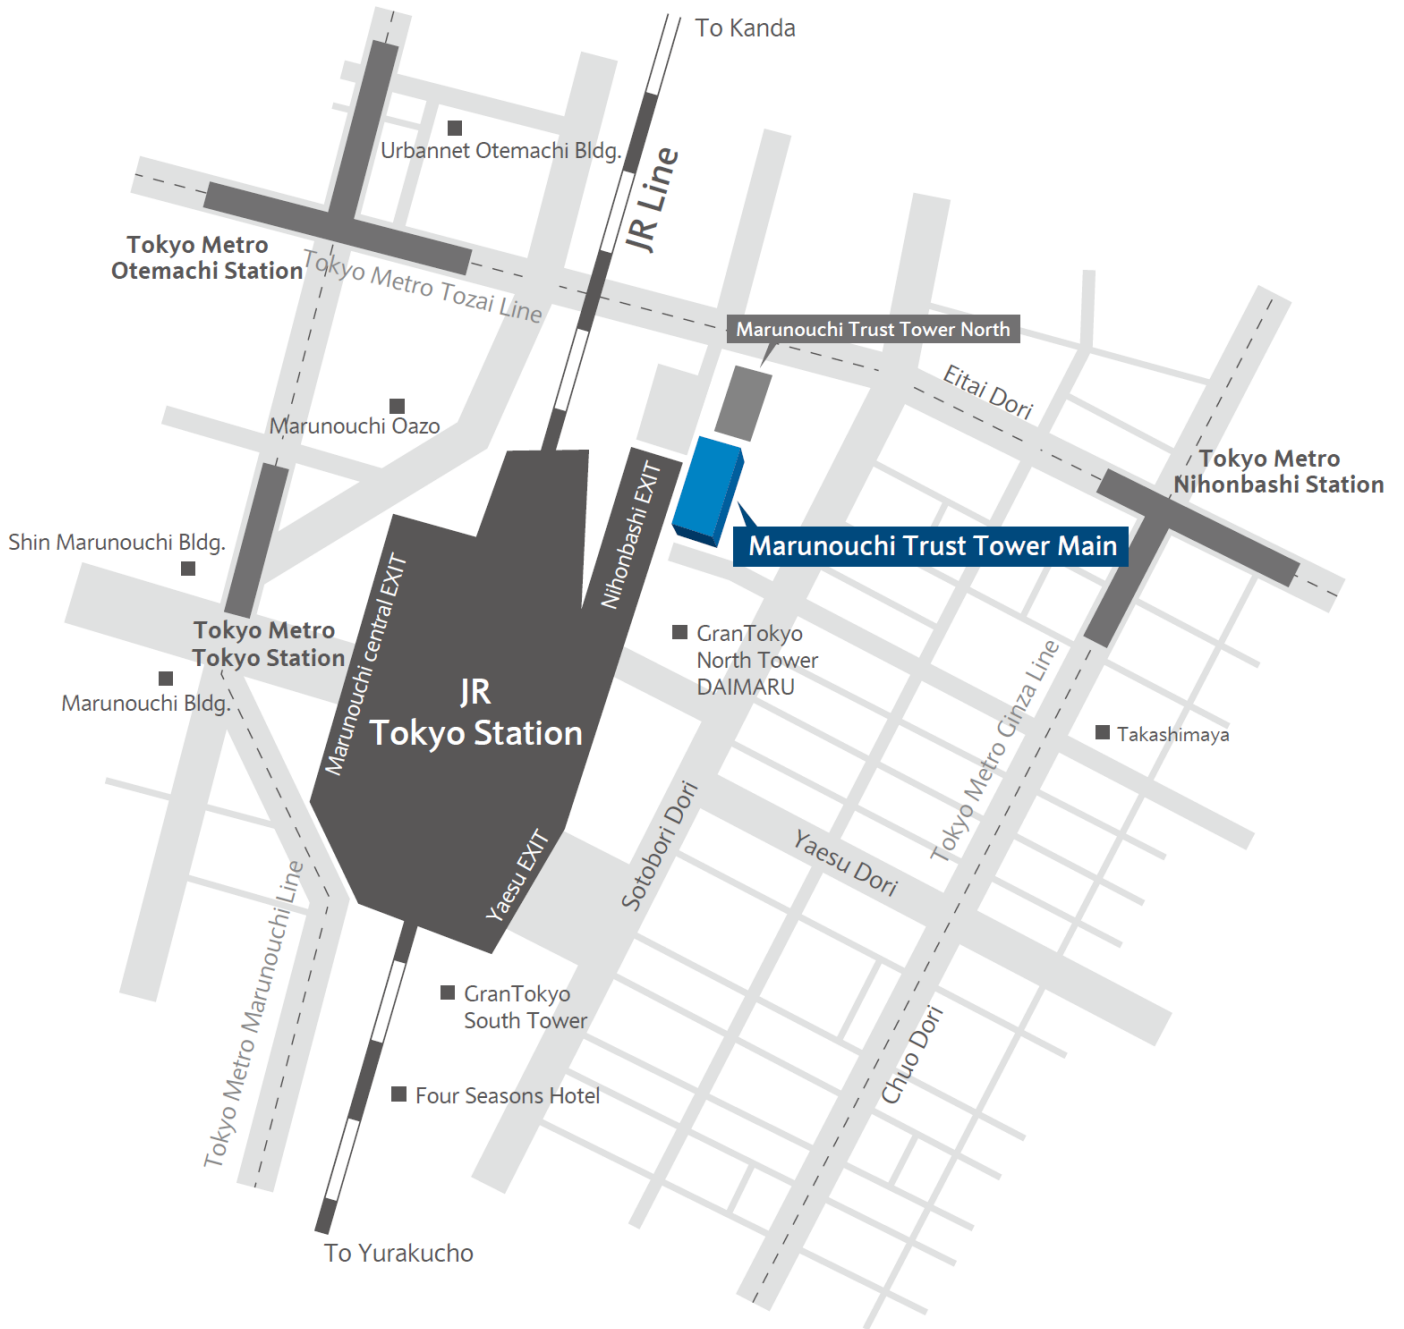 To Kanda
Urbannet Otemachi Bldg.
JR Line
Tokyo Metro
Otemachi Station
Tokyo Metro Tozai Line
Marunouchi Trust Tower North
Eitai Dori
Marunouchi Oazo
Tokyo Metro
Nihonbashi Station
Nihonbashi EXIT
Marunouchi Trust Tower Main
Shin Marunouchi Bldg.
Marunouchi central EXIT
Tokyo Metro
Tokyo Station
GranTokyo
North Tower
DAIMARU
Marunouchi Bldg.
JR
Tokyo Station
Tokyo Metro Ginza Line
Takashimaya
Sotobori Dori
Yaesu Dori
Yaesu EXIT
Tokyo Metro Marunouchi Line
GranTokyo
South Tower
Chuo Dori
Four Seasons Hotel
To Yurakucho